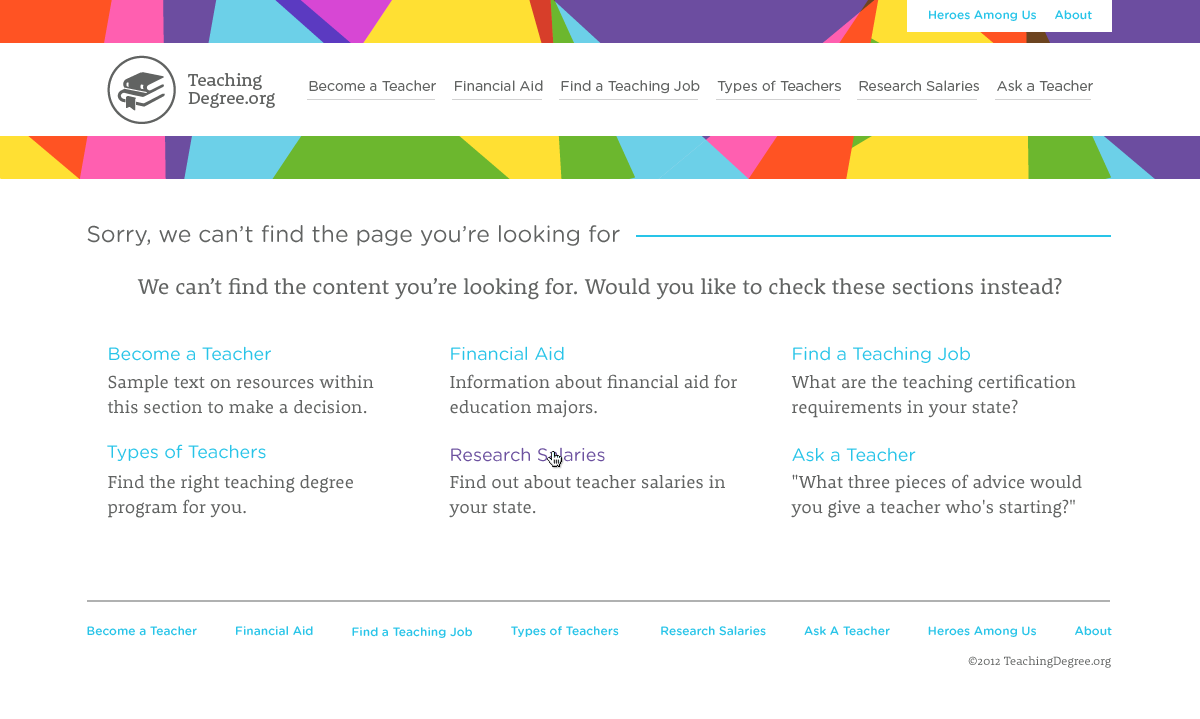 Heroes Among Us About
Teaching
Degree.org
Become a Teacher Financial Aid Find a Teaching Job Types of Teachers Research Salaries Ask a Teacher
Sorry, we can’t find the page you’re looking for
We can’t find the content you’re looking for. Would you like to check these sections instead?
Become a Teacher
Sample text on resources within
this section to make a decision.
Financial Aid
Information about financial aid for
education majors.
Find a Teaching Job
What are the teaching certification
requirements in your state?
Types of Teachers
Find the right teaching degree
program for you.
Research Salaries
Find out about teacher salaries in
your state.
Ask a Teacher
"What three pieces of advice would
you give a teacher who's starting?"
Become a Teacher Financial Aid Find a Teaching Job Types of Teachers Research Salaries Ask A Teacher Heroes Among Us About
©2012 TeachingDegree.org